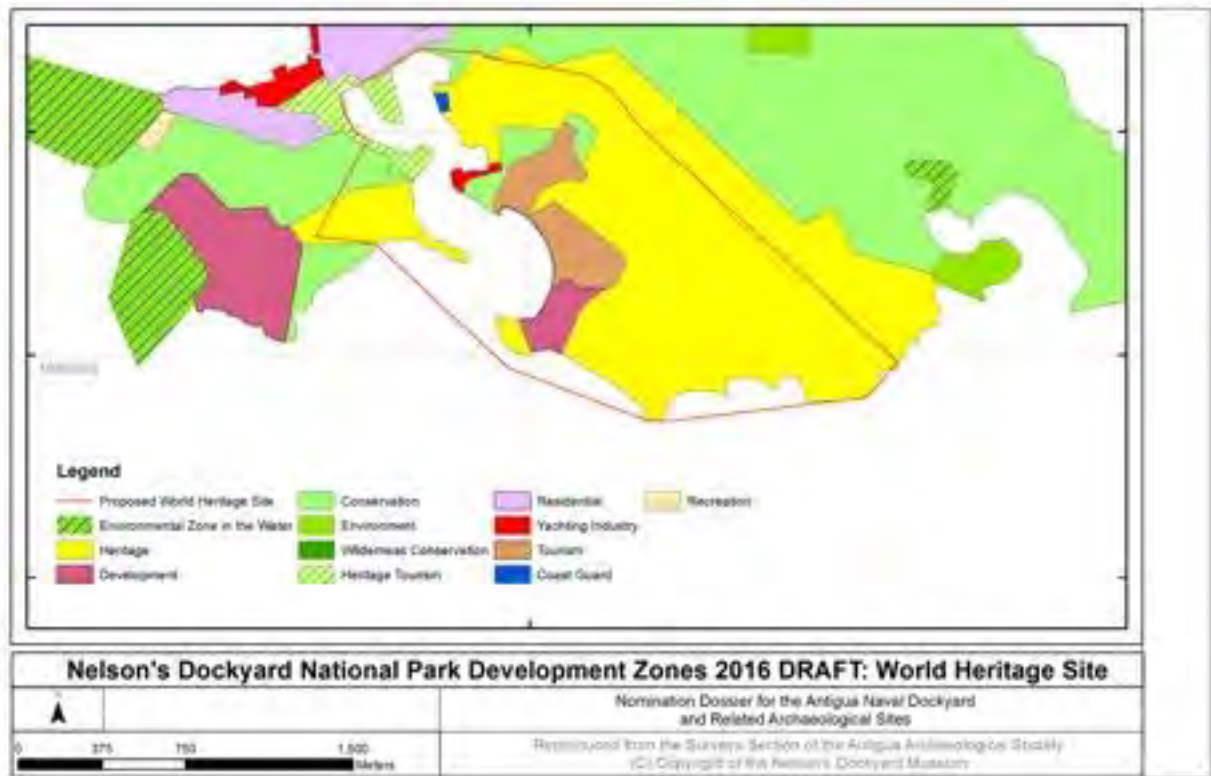 Legend
Proposed World Heritage Site
Environmental Zone in the Water
Heritage
Development
Conservation
Environment
Wilderness Conservation
Heritage Tourism
Residential
Yachting Industry
Tourism
Coast Guard
Recreation
Nelson's Dockyard National Park Development Zones 2016 DRAFT: World Heritage Site
Nomination Dossier for the Antigua Naval Dockyard
and Related Archaeological Sites
from the Surveys Section of the Antigua Archaeological Society
(C) Copyright of the Nelson's Dockyard Museum
0 375 750 1,500
Meters